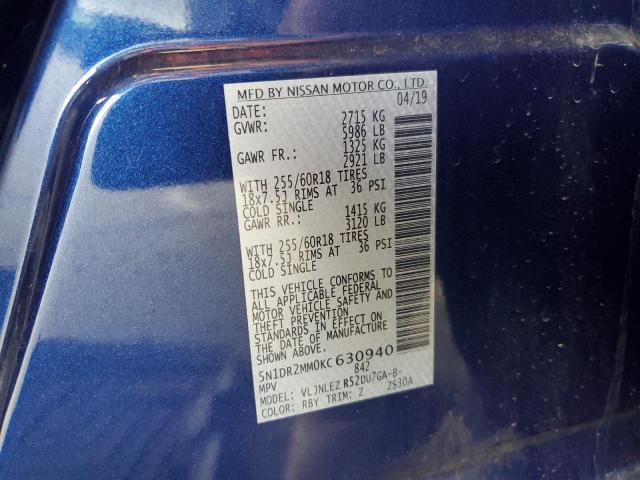 MFD BY NISSAN MOTOR CO., LTD.
DATE: 04/19
GVWR: 2715 KG
5986 LB
GAWR FR.: 1325 KG
2921 LB
WITH 255/60R18 TIRES
18x7.5J RIMS AT 36 PSI
COLD SINGLE
GAWR RR.: 1415 KG
3120 LB
WITH 255/60R18 TIRES
18x7.5J RIMS AT 36 PSI
COLD SINGLE
THIS VEHICLE CONFORMS TO
ALL APPLICABLE FEDERAL
MOTOR VEHICLE SAFETY AND
THEFT PREVENTION
STANDARDS IN EFFECT ON
THE DATE OF MANUFACTURE
SHOWN ABOVE.
5N1DR2MM0KC630940
MPV 842
MODEL: VLJNLEZ R52DU7GA-B-
COLOR: RBY TRIM: Z ZS30A